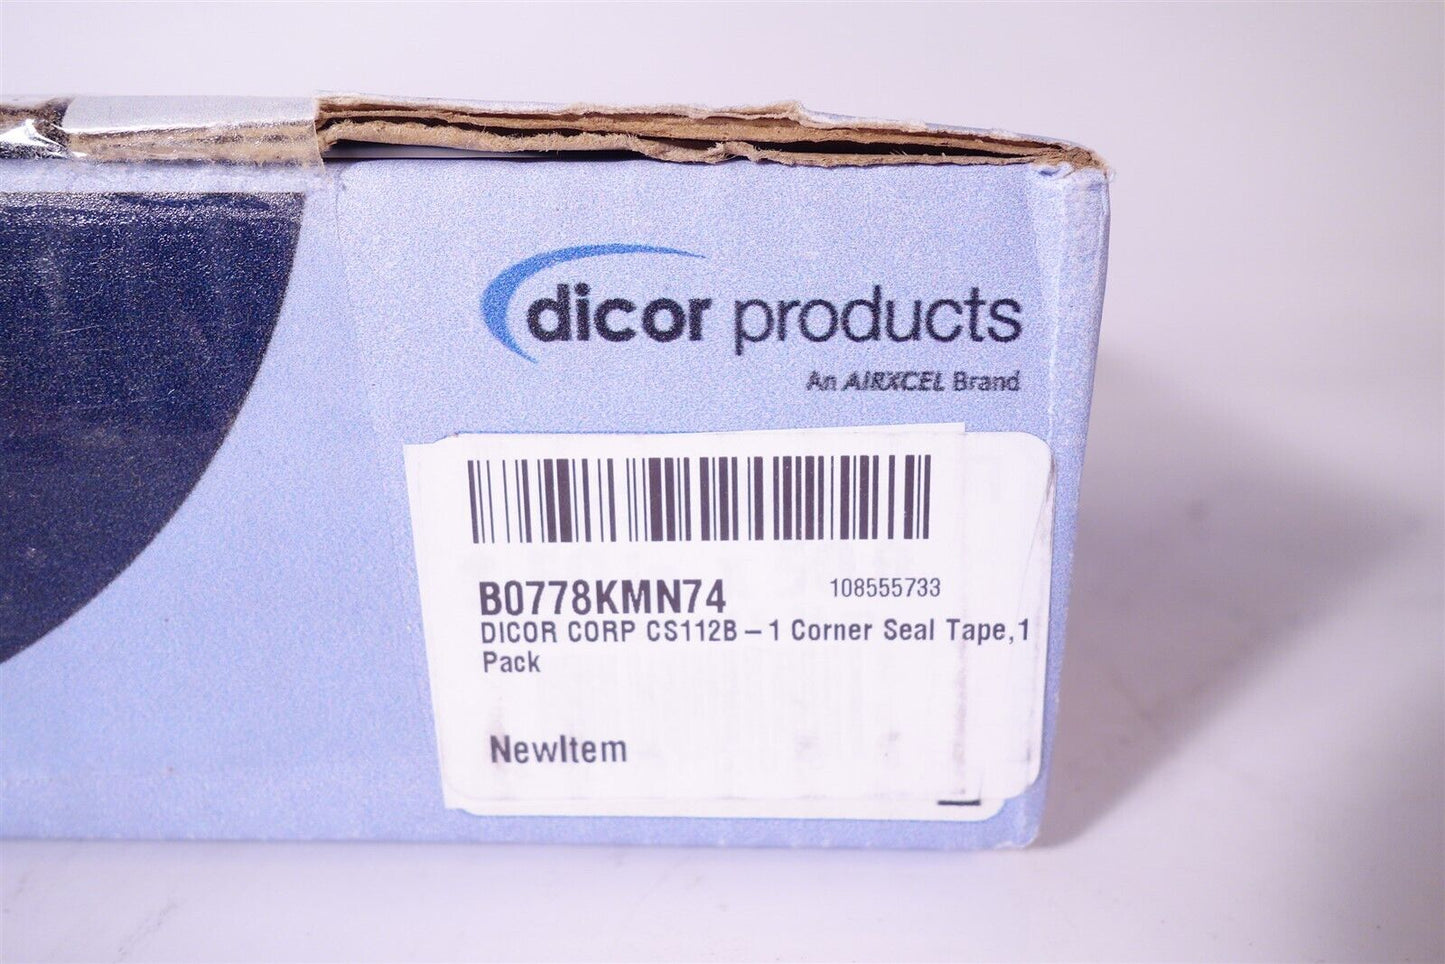 dicor products
An AIRXCEL Brand
B0778KMN74 108555733
DICOR CORP CS112B – 1 Corner Seal Tape, 1
Pack
NewItem